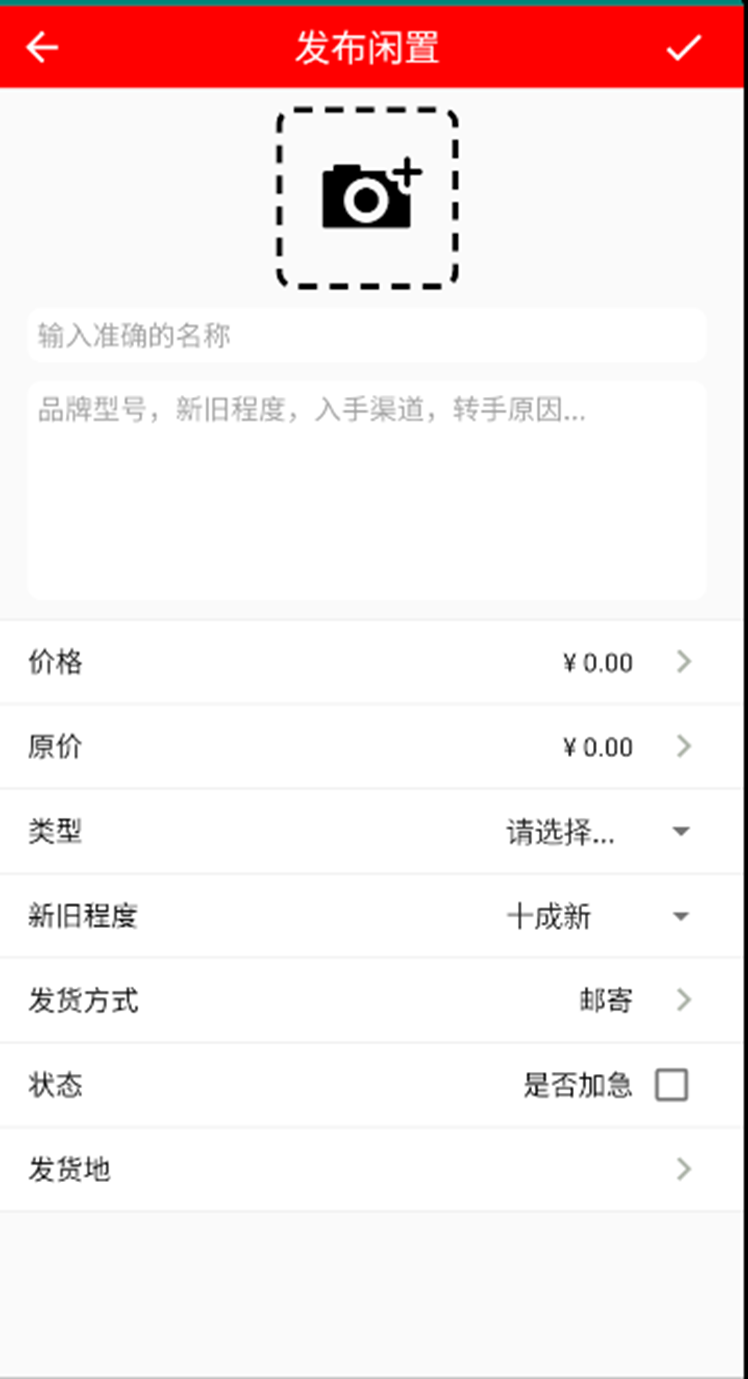 发布闲置
输入准确的名称
品牌型号，新旧程度，入手渠道，转手原因...
价格 ¥ 0.00
原价 ¥ 0.00
类型 请选择...
新旧程度 十成新
发货方式 邮寄
状态 是否加急
发货地